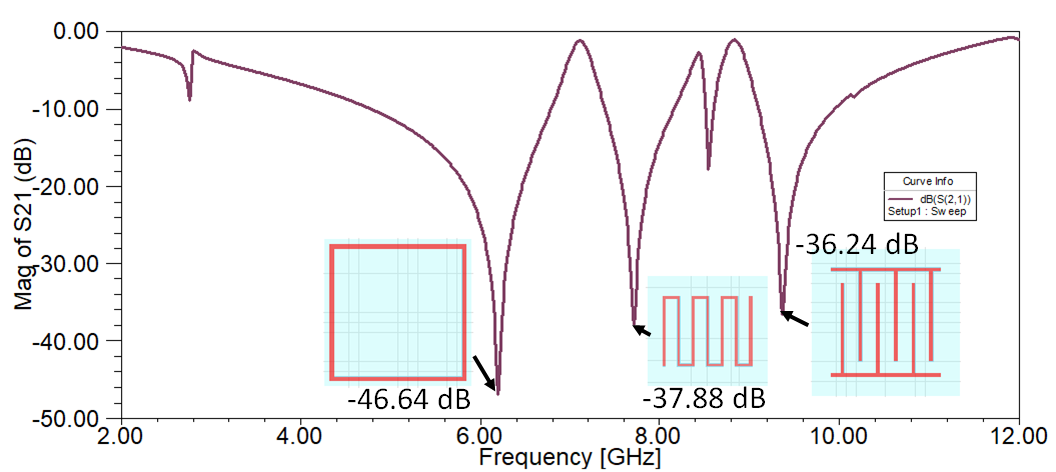 0.00
-10.00
-20.00
-30.00
-40.00
-50.00
Mag of S21 (dB)
Curve Info
dB(S(2,1))
Setup1 : Sweep
-36.24 dB
-46.64 dB
-37.88 dB
2.00 4.00 6.00 8.00 10.00 12.00
Frequency [GHz]